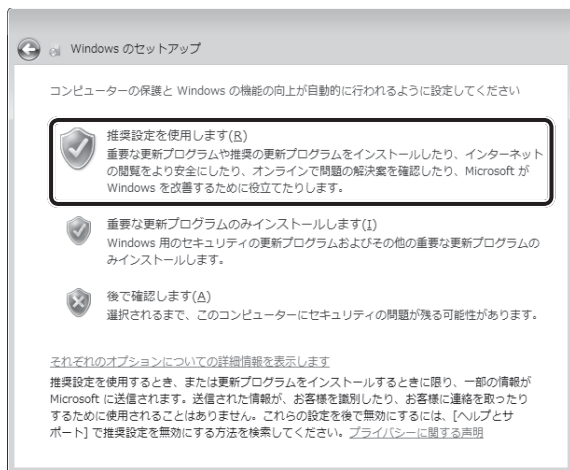 Windows のセットアップ
コンピューターの保護と Windows の機能の向上が自動的に行われるように設定してください
推奨設定を使用します(R)
重要な更新プログラムや推奨の更新プログラムをインストールしたり、インターネット
の閲覧をより安全にしたり、オンラインで問題の解決案を確認したり、Microsoft が
Windows を改善するために役立てたりします。
重要な更新プログラムのみインストールします(I)
Windows 用のセキュリティの更新プログラムおよびその他の重要な更新プログラムの
みインストールします。
後で確認します(A)
選択されるまで、このコンピューターにセキュリティの問題が残る可能性があります。
それぞれのオプションについての詳細情報を表示します
推奨設定を使用するとき、または更新プログラムをインストールするときに限り、一部の情報が
Microsoft に送信されます。送信された情報が、お客様を識別したり、お客様に連絡を取ったり
するために使用されることはありません。これらの設定を後で無効にするには、[ヘルプとサ
ポート] で推奨設定を無効にする方法を検索してください。プライバシーに関する声明